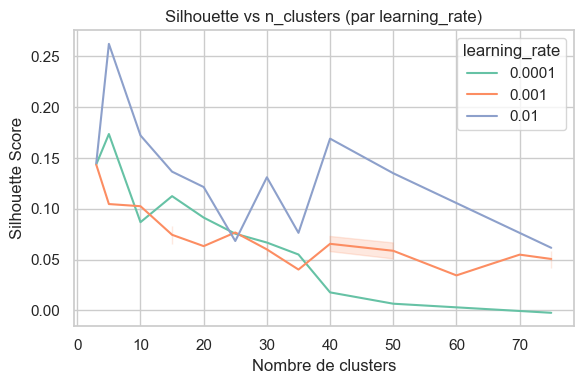 Silhouette vs n_clusters (par learning_rate)
learning_rate
0.0001
0.001
0.01
Silhouette Score
0.25
0.20
0.15
0.10
0.05
0.00
0 10 20 30 40 50 60 70
Nombre de clusters